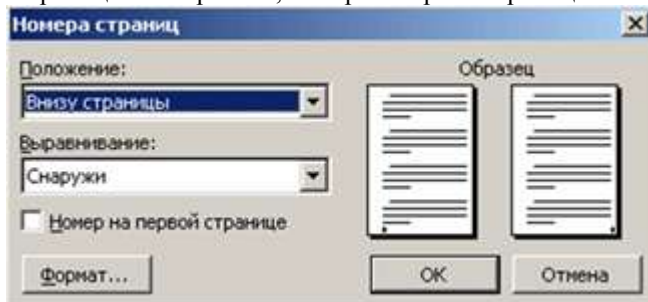 Номера страниц
Положение:
Образец
Внизу страницы
Выравнивание:
Снаружи
Номер на первой странице
Формат...
ОК
Отмена